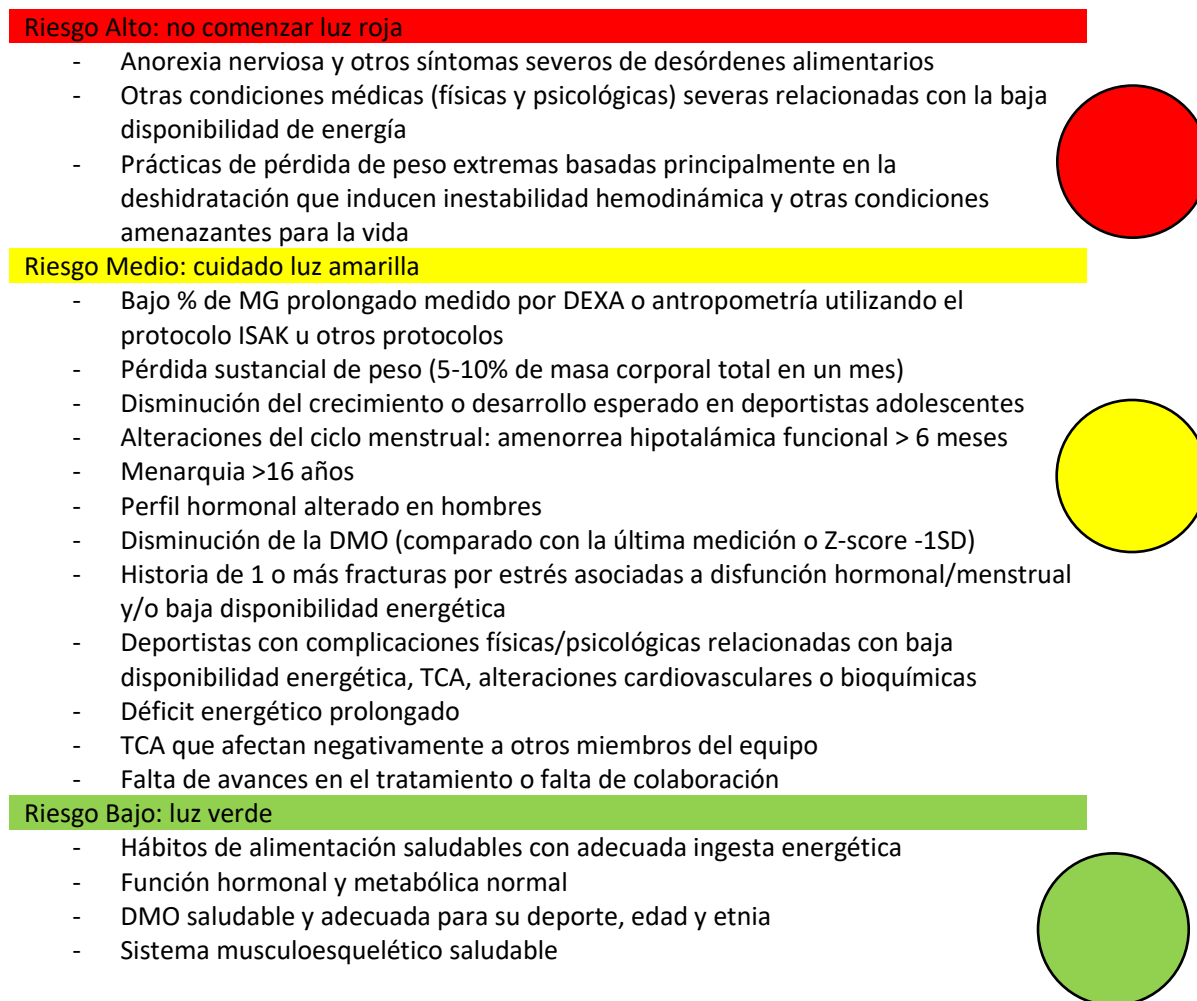 Riesgo Alto: no comenzar luz roja
- Anorexia nerviosa y otros síntomas severos de desórdenes alimentarios
- Otras condiciones médicas (físicas y psicológicas) severas relacionadas con la baja
disponibilidad de energía
- Prácticas de pérdida de peso extremas basadas principalmente en la
deshidratación que inducen inestabilidad hemodinámica y otras condiciones
amenazantes para la vida
Riesgo Medio: cuidado luz amarilla
- Bajo % de MG prolongado medido por DEXA o antropometría utilizando el
protocolo ISAK u otros protocolos
- Pérdida sustancial de peso (5-10% de masa corporal total en un mes)
- Disminución del crecimiento o desarrollo esperado en deportistas adolescentes
- Alteraciones del ciclo menstrual: amenorrea hipotalámica funcional > 6 meses
- Menarquia >16 años
- Perfil hormonal alterado en hombres
- Disminución de la DMO (comparado con la última medición o Z-score -1SD)
- Historia de 1 o más fracturas por estrés asociadas a disfunción hormonal/menstrual
y/o baja disponibilidad energética
- Deportistas con complicaciones físicas/psicológicas relacionadas con baja
disponibilidad energética, TCA, alteraciones cardiovasculares o bioquímicas
- Déficit energético prolongado
- TCA que afectan negativamente a otros miembros del equipo
- Falta de avances en el tratamiento o falta de colaboración
Riesgo Bajo: luz verde
- Hábitos de alimentación saludables con adecuada ingesta energética
- Función hormonal y metabólica normal
- DMO saludable y adecuada para su deporte, edad y etnia
- Sistema musculoesquelético saludable